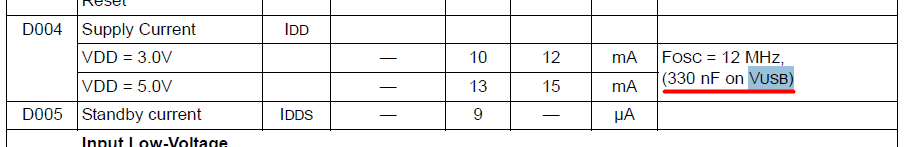 Reset
D004 Supply Current IDD
VDD = 3.0V — 10 12 mA FOSC = 12 MHz,
(330 nF on VUSB)
VDD = 5.0V — 13 15 mA
D005 Standby current IDDS — 9 — µA
Input Low-Voltage